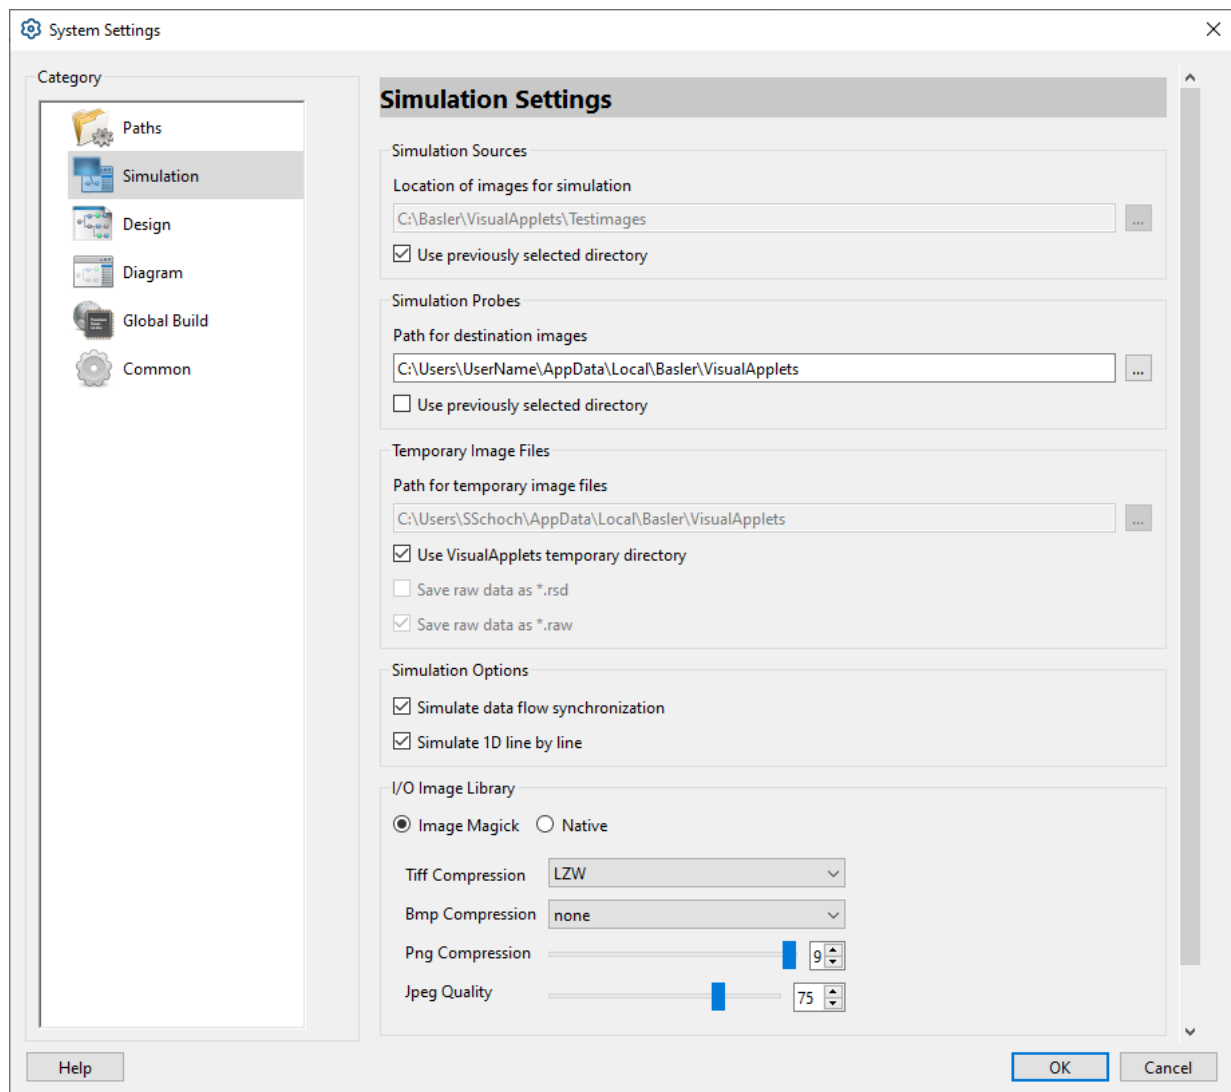 System Settings
Category
Paths
Simulation
Design
Diagram
Global Build
Common
Simulation Settings
Simulation Sources
Location of images for simulation
C:\Basler\VisualApplets\Testimages
...
Use previously selected directory
Simulation Probes
Path for destination images
C:\Users\UserName\AppData\Local\Basler\VisualApplets
...
Use previously selected directory
Temporary Image Files
Path for temporary image files
C:\Users\SSchoch\AppData\Local\Basler\VisualApplets
...
Use VisualApplets temporary directory
Save raw data as *.rsd
Save raw data as *.raw
Simulation Options
Simulate data flow synchronization
Simulate 1D line by line
I/O Image Library
Image Magick Native
Tiff Compression LZW
Bmp Compression none
Png Compression 9
Jpeg Quality 75
Help OK Cancel